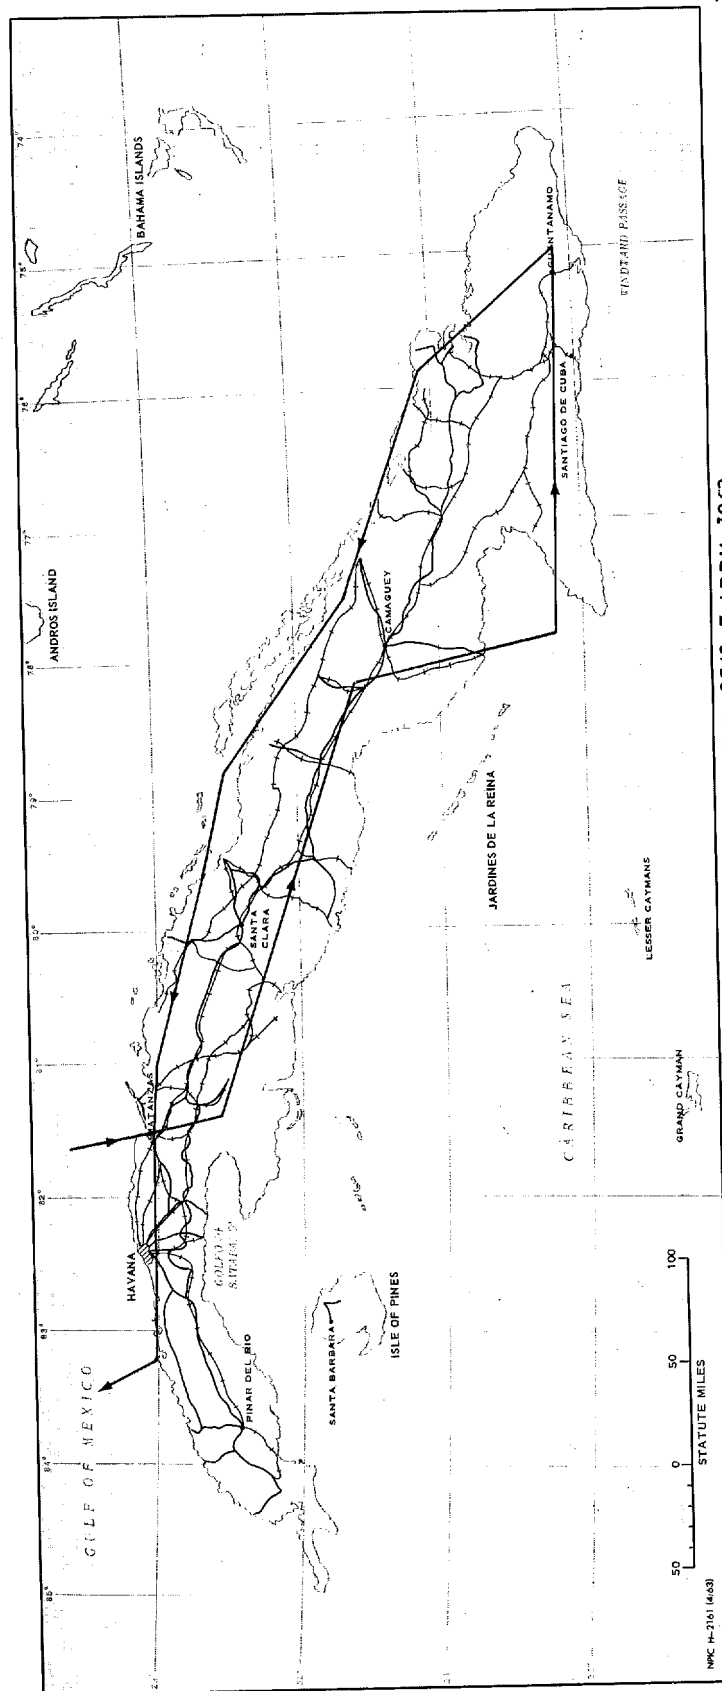 GULF OF MEXICO
HAVANA
MATANZAS
ANDROS ISLAND
BAHAMA ISLANDS
PINAR DEL RIO
GOLFO DE
BATABANO
SANTA
CLARA
CAMAGUEY
GUANTANAMO
SANTIAGO DE CUBA
WINDWARD PASSAGE
SANTA BARBARA
ISLE OF PINES
JARDINES DE LA REINA
CARIBBEAN SEA
LESSER CAYMANS
GRAND CAYMAN
85°
84°
83°
82°
81°
80°
79°
78°
77°
76°
75°
74°
50 0 50 100
STATUTE MILES
NPIC H-2161 (4/63)